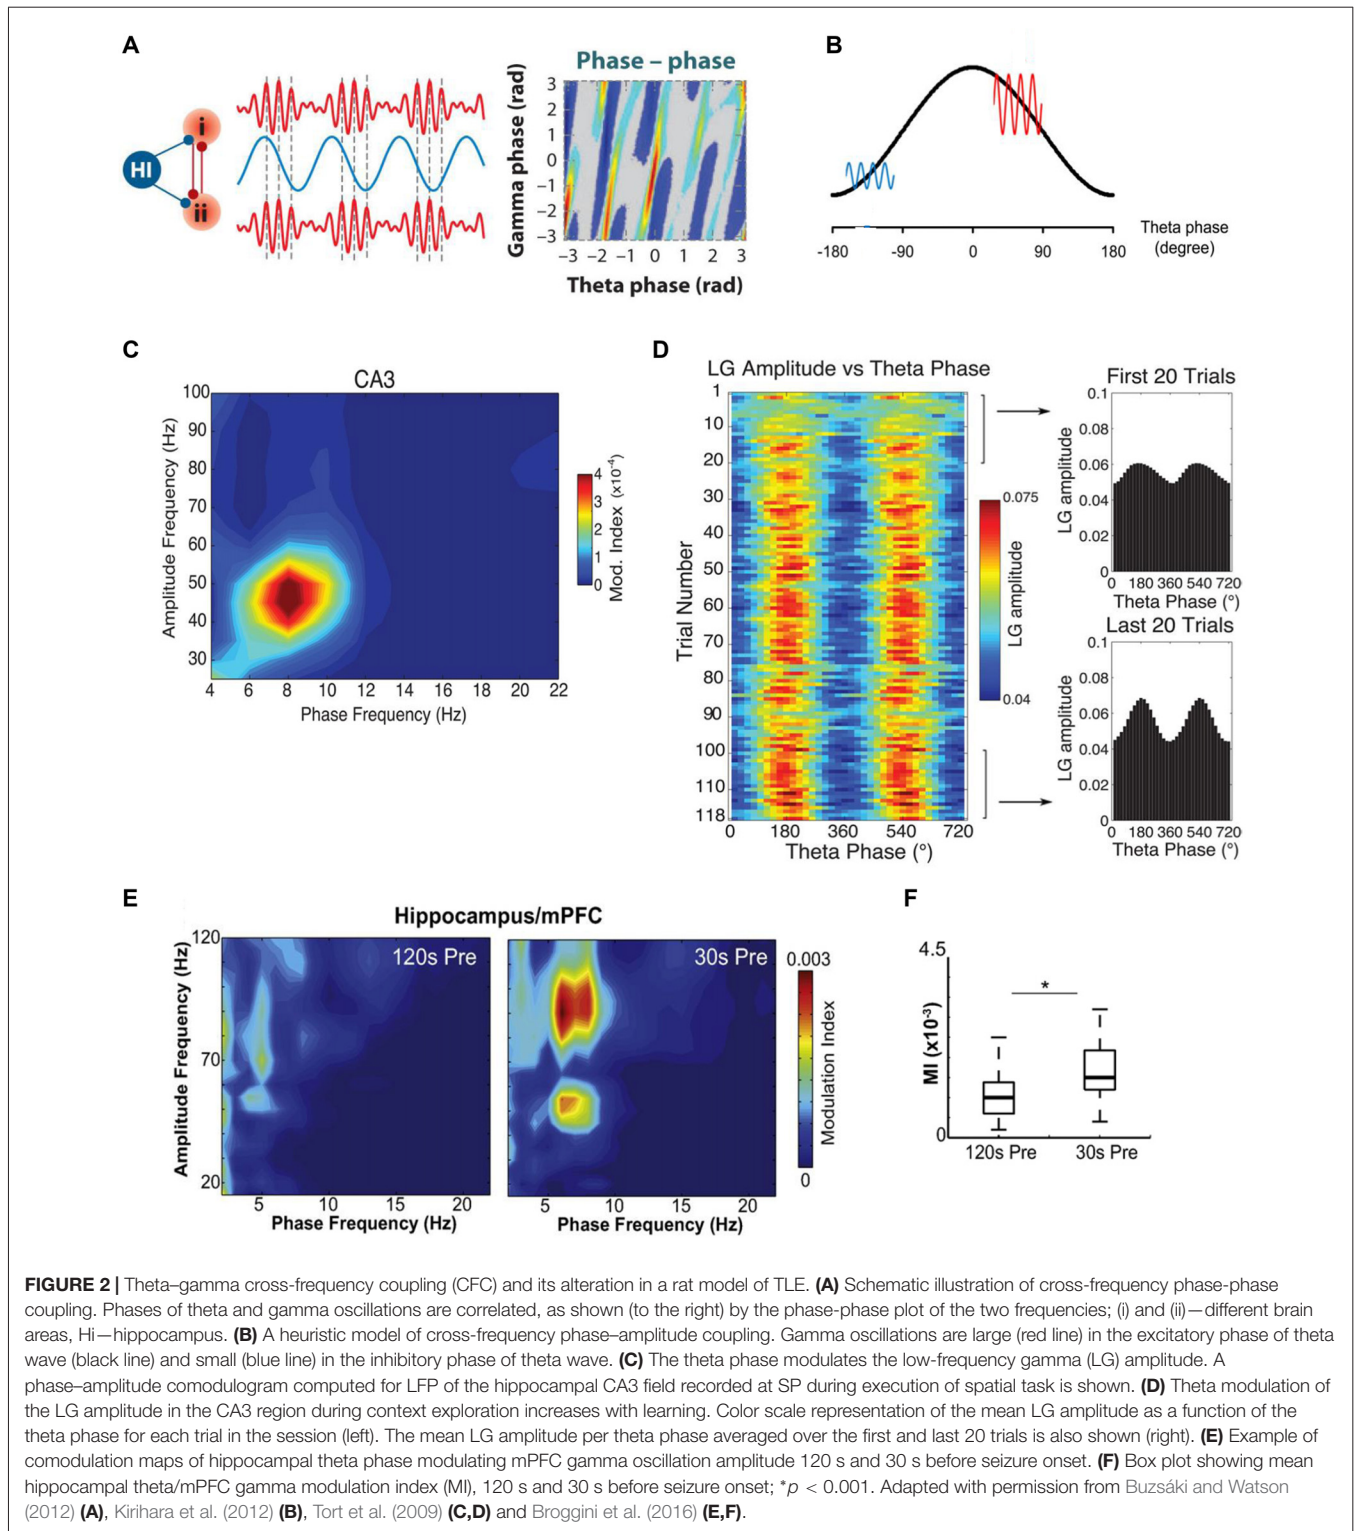 A
i
HI
ii
Phase – phase
Gamma phase (rad)
3
2
1
0
–1
–2
–3
–3 –2 –1 0 1 2 3
Theta phase (rad)
B
-180 -90 0 90 180
Theta phase
(degree)
C
CA3
Amplitude Frequency (Hz)
100
90
80
70
60
50
40
30
4 6 8 10 12 14 16 18 20 22
Phase Frequency (Hz)
4
3
2
1
0
Mod. Index (x10⁻⁴)
D
LG Amplitude vs Theta Phase
Trial Number
1
10
20
30
40
50
60
70
80
90
100
110
118
0 180 360 540 720
Theta Phase (°)
0.075
LG amplitude
0.04
First 20 Trials
LG amplitude
0.1
0.08
0.06
0.04
0.02
0
0 180 360 540 720
Theta Phase (°)
Last 20 Trials
LG amplitude
0.1
0.08
0.06
0.04
0.02
0
0 180 360 540 720
Theta Phase (°)
E
Hippocampus/mPFC
Amplitude Frequency (Hz)
120
70
20
120s Pre
5 10 15 20
Phase Frequency (Hz)
30s Pre
5 10 15 20
Phase Frequency (Hz)
0.003
Modulation Index
0
F
4.5
MI (x10⁻³)
0
*
120s Pre 30s Pre
FIGURE 2 | Theta–gamma cross-frequency coupling (CFC) and its alteration in a rat model of TLE. (A) Schematic illustration of cross-frequency phase-phase
coupling. Phases of theta and gamma oscillations are correlated, as shown (to the right) by the phase-phase plot of the two frequencies; (i) and (ii)—different brain
areas, Hi—hippocampus. (B) A heuristic model of cross-frequency phase–amplitude coupling. Gamma oscillations are large (red line) in the excitatory phase of theta
wave (black line) and small (blue line) in the inhibitory phase of theta wave. (C) The theta phase modulates the low-frequency gamma (LG) amplitude. A
phase–amplitude comodulogram computed for LFP of the hippocampal CA3 field recorded at SP during execution of spatial task is shown. (D) Theta modulation of
the LG amplitude in the CA3 region during context exploration increases with learning. Color scale representation of the mean LG amplitude as a function of the
theta phase for each trial in the session (left). The mean LG amplitude per theta phase averaged over the first and last 20 trials is also shown (right). (E) Example of
comodulation maps of hippocampal theta phase modulating mPFC gamma oscillation amplitude 120 s and 30 s before seizure onset. (F) Box plot showing mean
hippocampal theta/mPFC gamma modulation index (MI), 120 s and 30 s before seizure onset; *p < 0.001. Adapted with permission from Buzsáki and Watson
(2012) (A), Kirihara et al. (2012) (B), Tort et al. (2009) (C,D) and Broggini et al. (2016) (E,F).